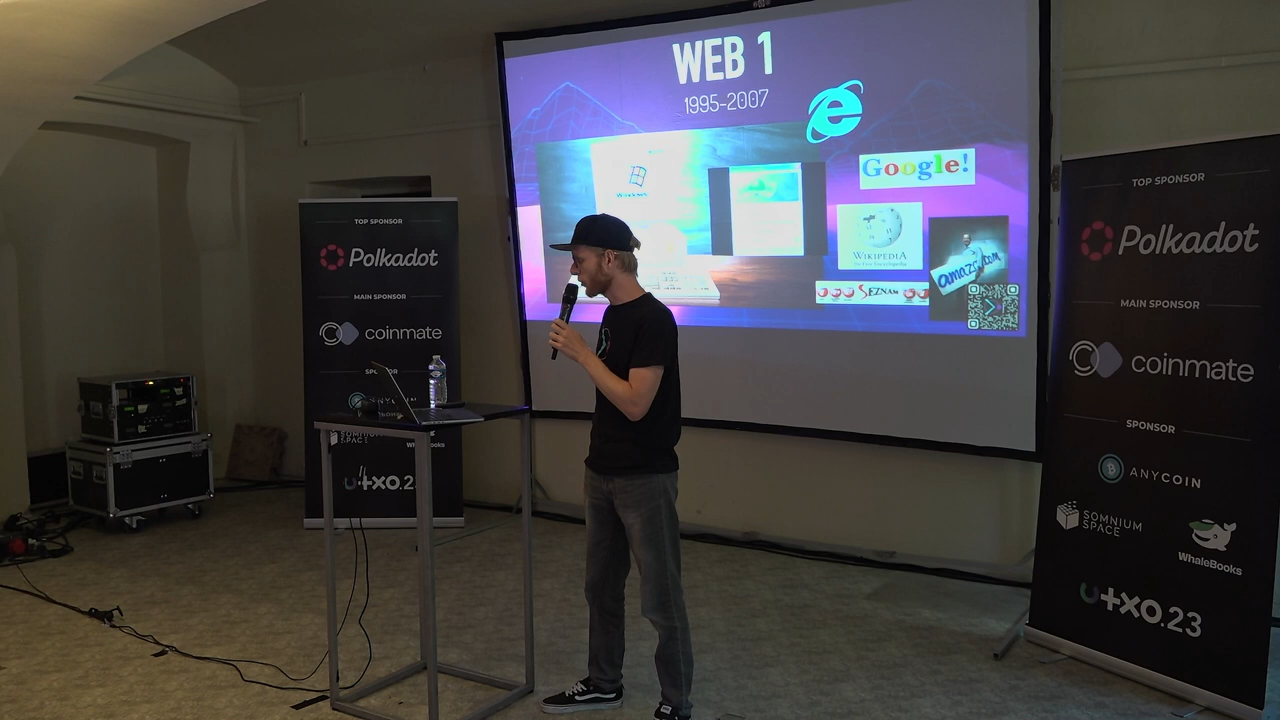 WEB 1
1995-2007
Google!
WIKIPEDIA
The Free Encyclopedia
amazon.com
SEZNAM
TOP SPONSOR
Polkadot
MAIN SPONSOR
coinmate
WhaleBooks
TOP SPONSOR
Polkadot
MAIN SPONSOR
coinmate
SPONSOR
ANYCOIN
SOMNIUM
SPACE
WhaleBooks
utxo.23